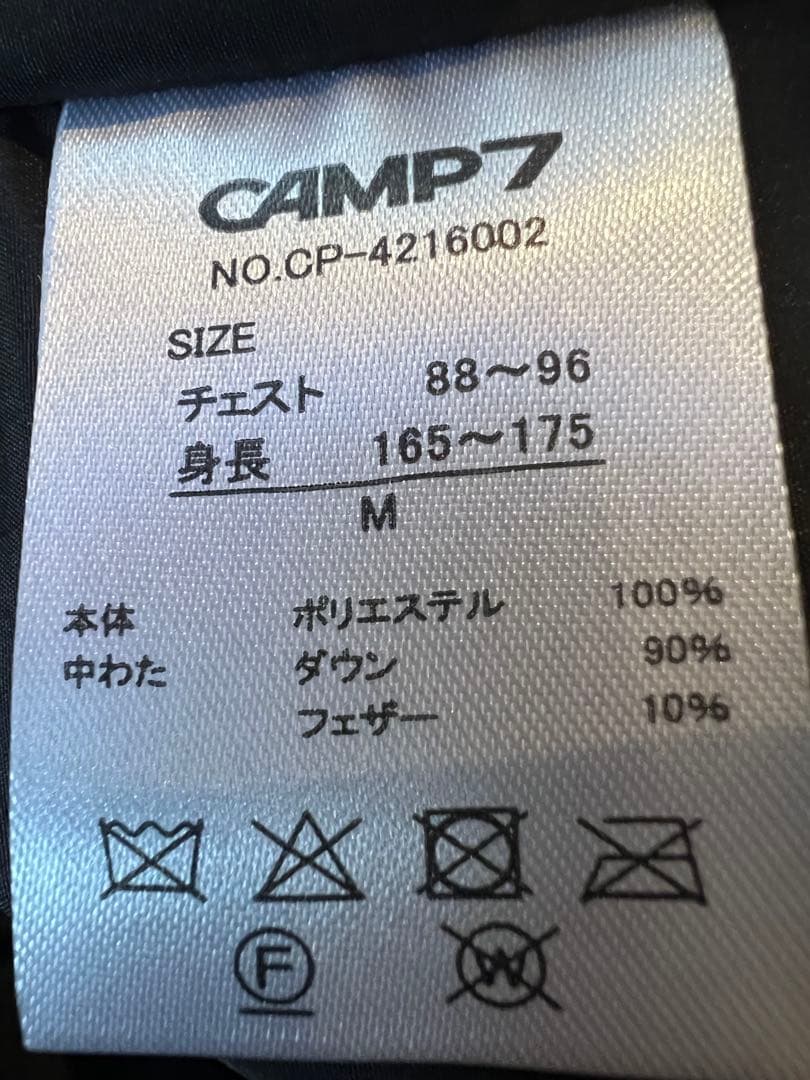 CAMP7
NO.CP-4216002
SIZE
チェスト 88～96
身長 165～175
M
本体 ポリエステル 100%
中わた ダウン 90%
フェザー 10%
F
W